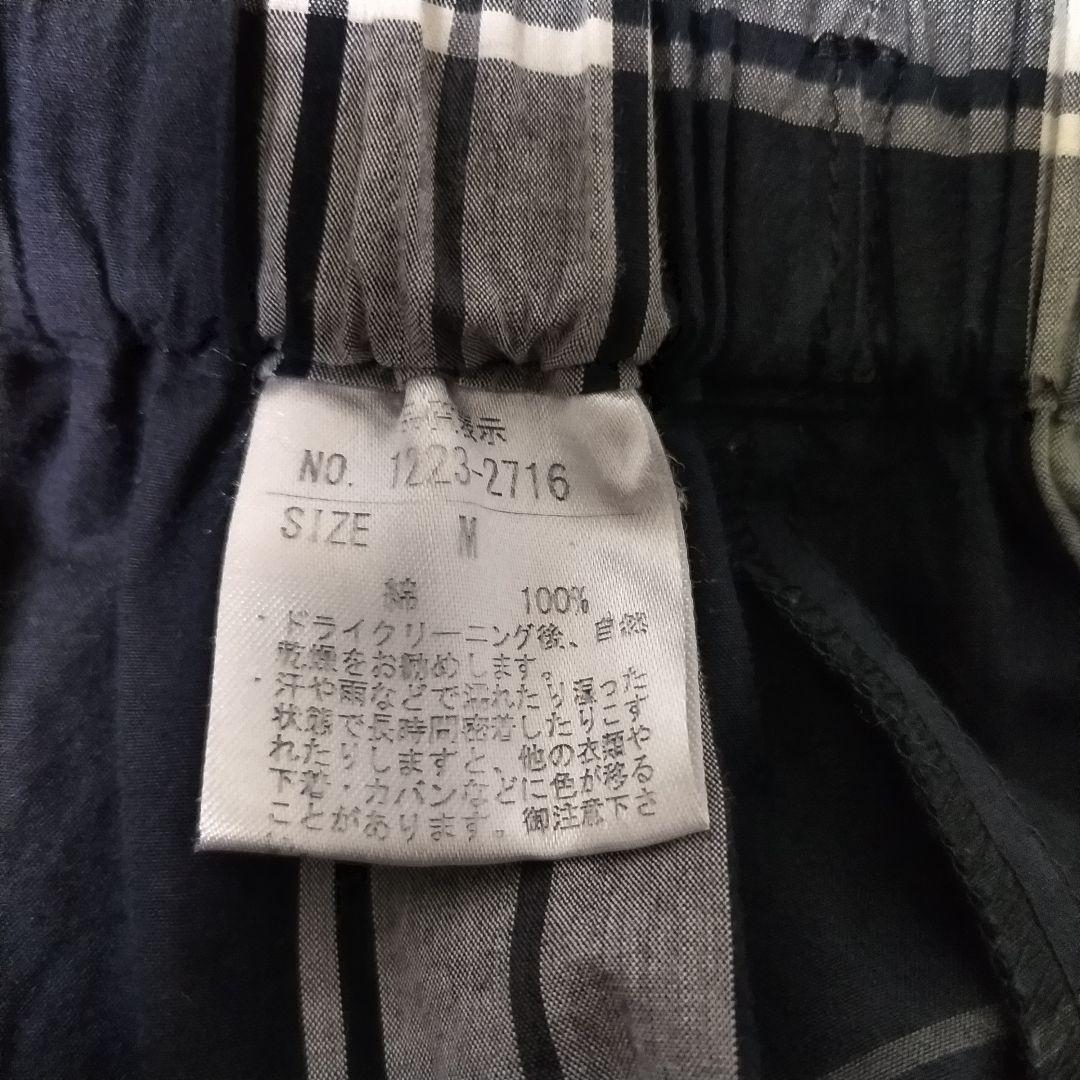 表示
NO. 1223-2716
SIZE M
綿 100%
・ドライクリーニング後、自然
乾燥をお勧めします。
・汗や雨などで濡れたり湿った
状態で長時間密着したりこす
れたりしますと、他の衣類や
下着・カバンなどに色が移る
ことがあります。御注意下さ